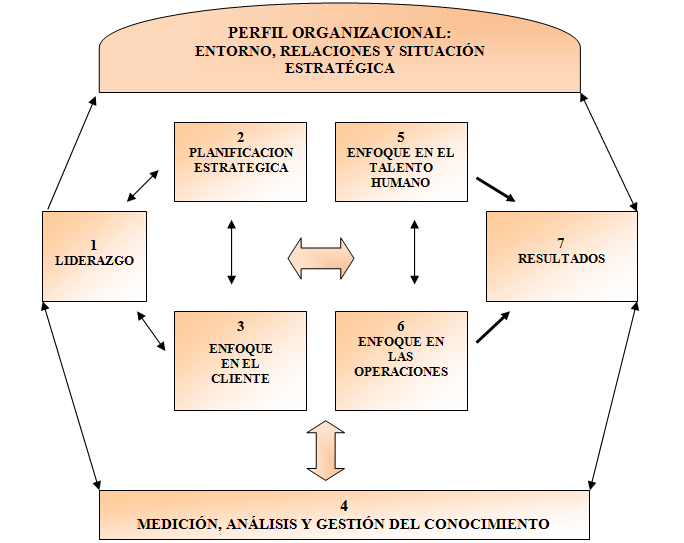 PERFIL ORGANIZACIONAL:
ENTORNO, RELACIONES Y SITUACIÓN
ESTRATÉGICA
2
PLANIFICACION
ESTRATEGICA
5
ENFOQUE EN EL
TALENTO
HUMANO
1
LIDERAZGO
7
RESULTADOS
3
ENFOQUE
EN EL
CLIENTE
6
ENFOQUE EN
LAS
OPERACIONES
4
MEDICIÓN, ANÁLISIS Y GESTIÓN DEL CONOCIMIENTO